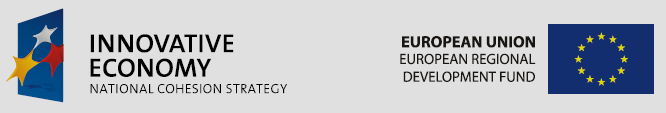 INNOVATIVE
ECONOMY
NATIONAL COHESION STRATEGY
EUROPEAN UNION
EUROPEAN REGIONAL
DEVELOPMENT FUND